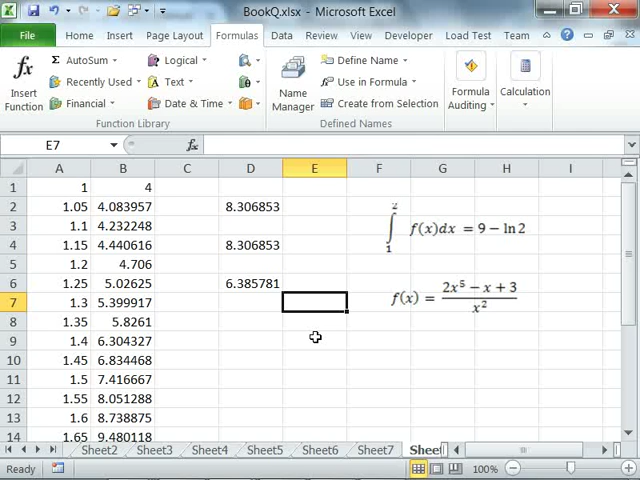 BookQ.xlsx - Microsoft Excel
File Home Insert Page Layout Formulas Data Review View Developer Load Test Team
fx Insert Function
Σ AutoSum
Recently Used
Financial
Logical
Text
Date & Time
Function Library
Name Manager
Define Name
Use in Formula
Create from Selection
Defined Names
Formula Auditing
Calculation
E7 fx
A B C D E F G H I
1 1 4
2 1.05 4.083957 8.306853
3 1.1 4.232248
4 1.15 4.440616 8.306853
5 1.2 4.706
6 1.25 5.02625 6.385781
7 1.3 5.399917
8 1.35 5.8261
9 1.4 6.304327
10 1.45 6.834468
11 1.5 7.416667
12 1.55 8.051288
13 1.6 8.738875
14 1.65 9.480118
∫₁² f(x)dx = 9 − ln2
f(x) = (2x⁵ − x + 3)/x²
Sheet2 Sheet3 Sheet4 Sheet5 Sheet6 Sheet7 Sheet
Ready 100%